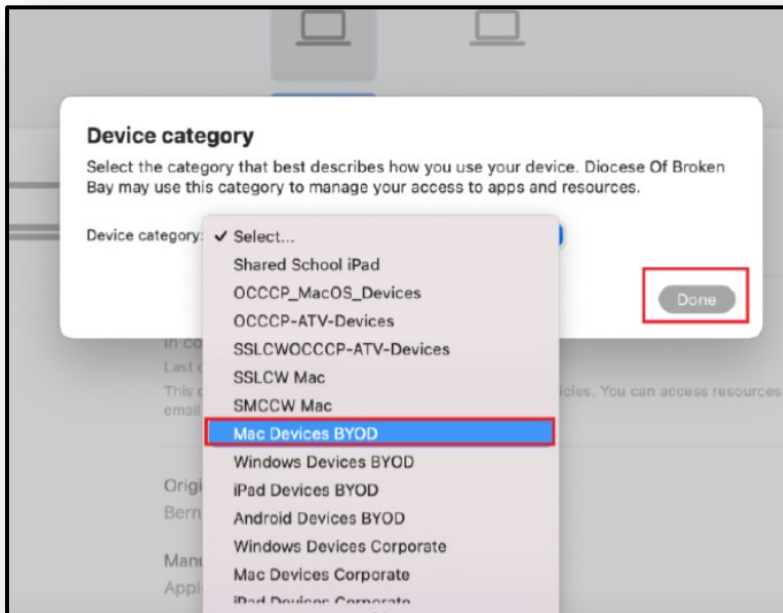 Device category
Select the category that best describes how you use your device. Diocese Of Broken
Bay may use this category to manage your access to apps and resources.
Device category:
✓ Select...
Shared School iPad
OCCCP_MacOS_Devices
OCCCP-ATV-Devices
SSLCWOCCCP-ATV-Devices
SSLCW Mac
SMCCW Mac
Mac Devices BYOD
Windows Devices BYOD
iPad Devices BYOD
Android Devices BYOD
Windows Devices Corporate
Mac Devices Corporate
iPad Devices Corporate
Done
In co
Last c
This c
icies. You can access resources
email
Origi
Bern
Manu
Appl